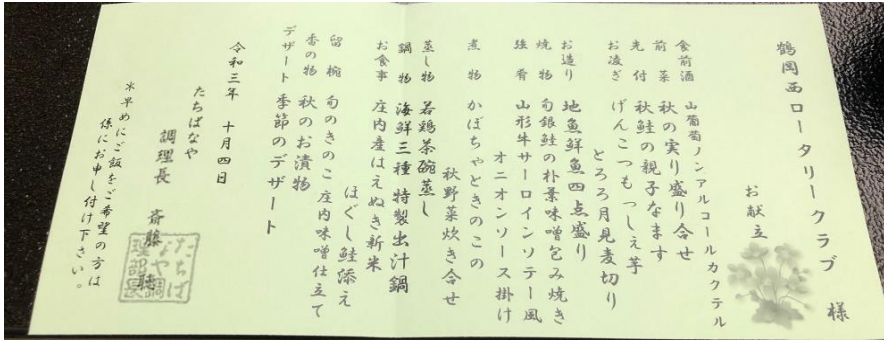 鶴岡西ロータリークラブ 様
お献立
食前酒 山葡萄ノンアルコールカクテル
前菜 秋の実り盛り合せ
先付 秋鮭の親子なます
お凌ぎ げんこつもっしぇ芋
とろろ月見麦切り
お造り 地魚鮮魚四点盛り
焼物 旬銀鮭の朴葉味噌包み焼き
強肴 山形牛サーロインソテー風
オニオンソース掛け
煮物 かぼちゃときのこの
秋野菜炊き合せ
蒸し物 若鶏茶碗蒸し
鍋物 海鮮三種特製出汁鍋
お食事 庄内産はえぬき新米
ほぐし鮭添え
留椀 旬のきのこ庄内味噌仕立て
香の物 秋のお漬物
デザート 季節のデザート
令和三年 十月四日
たちばなや
調理長 斎藤 聡
たちばなや調理部長
※早めにご飯をご希望の方は
係にお申し付け下さい。